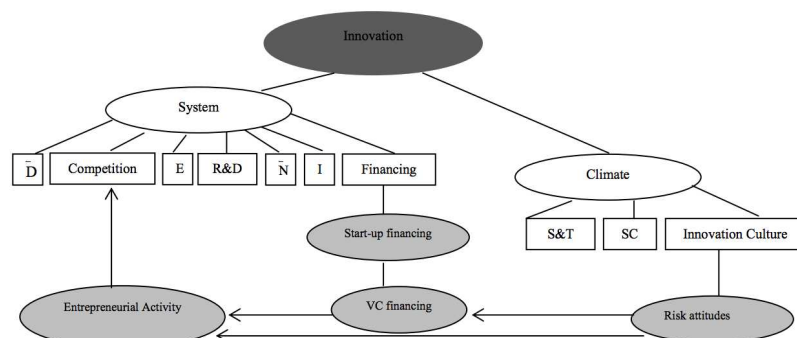 Innovation
System
D̄
Competition
E
R&D
N̄
I
Financing
Climate
Start-up financing
S&T
SC
Innovation Culture
Entrepreneurial Activity
VC financing
Risk attitudes